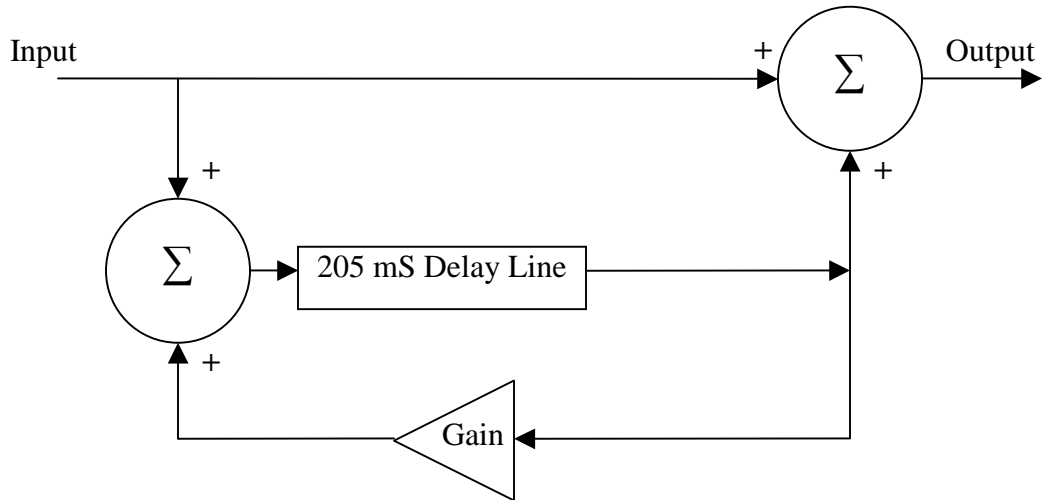 Input
+
Σ
Output
+
+
Σ
205 mS Delay Line
+
Gain